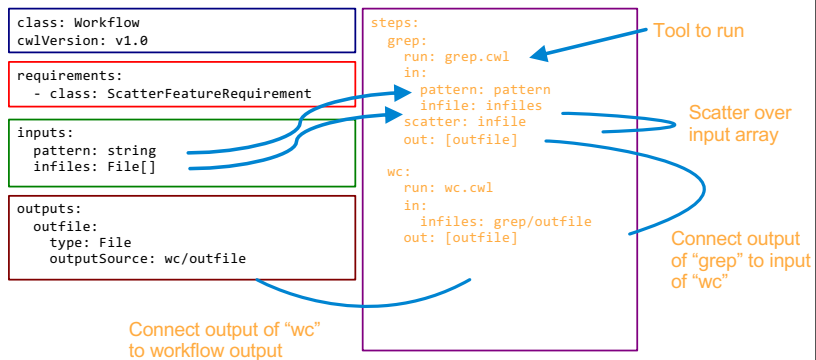 class: Workflow
cwlVersion: v1.0
requirements:
  - class: ScatterFeatureRequirement
inputs:
  pattern: string
  infiles: File[]
outputs:
  outfile:
    type: File
    outputSource: wc/outfile
steps:
  grep:
    run: grep.cwl
    in:
      pattern: pattern
      infile: infiles
    scatter: infile
    out: [outfile]
  wc:
    run: wc.cwl
    in:
      infiles: grep/outfile
    out: [outfile]
Tool to run
Scatter over
input array
Connect output
of “grep” to input
of “wc”
Connect output of “wc”
to workflow output